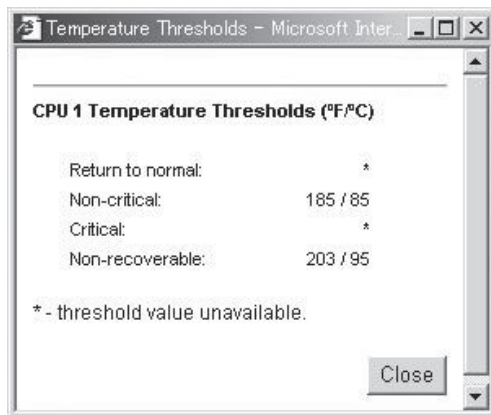 Temperature Thresholds - Microsoft Inter...
CPU 1 Temperature Thresholds (ºF/ºC)
Return to normal: *
Non-critical: 185 / 85
Critical: *
Non-recoverable: 203 / 95
* - threshold value unavailable.
Close